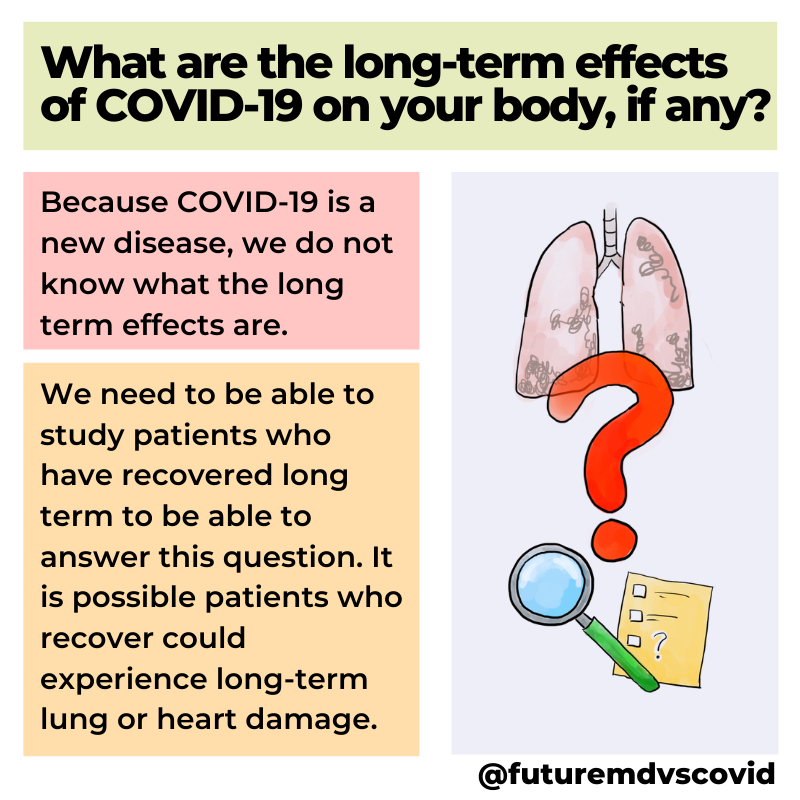 What are the long-term effects
of COVID-19 on your body, if any?
Because COVID-19 is a
new disease, we do not
know what the long
term effects are.
We need to be able to
study patients who
have recovered long
term to be able to
answer this question. It
is possible patients who
recover could
experience long-term
lung or heart damage.
?
?
@futuremdvscovid